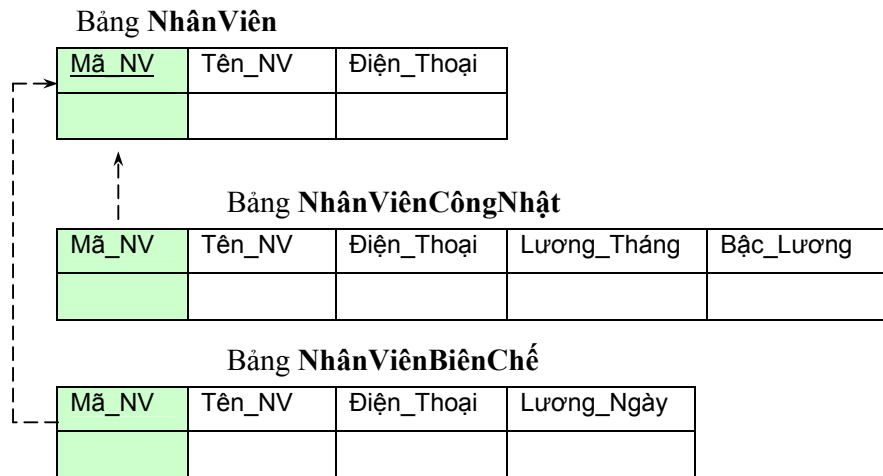 Bảng NhânViên
Mã_NV Tên_NV Điện_Thoại
Bảng NhânViênCôngNhật
Mã_NV Tên_NV Điện_Thoại Lương_Tháng Bậc_Lương
Bảng NhânViênBiênChế
Mã_NV Tên_NV Điện_Thoại Lương_Ngày